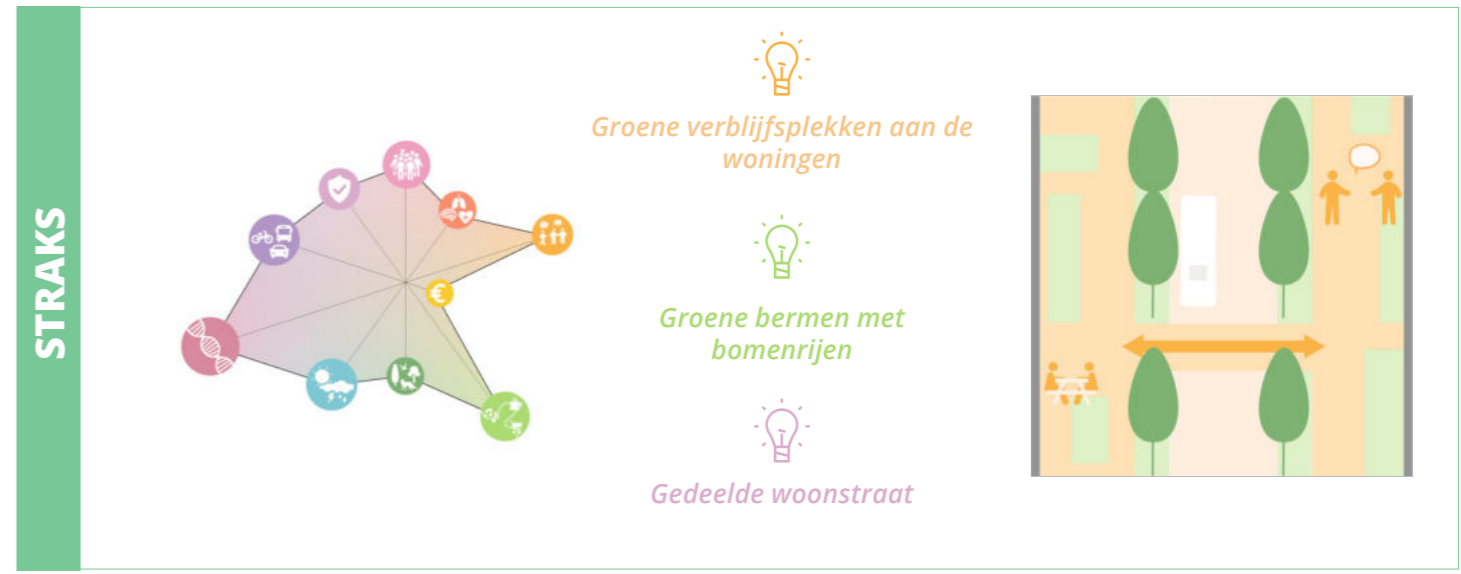 STRAKS
€
Groene verblijfsplekken aan de
woningen
Groene bermen met
bomenrijen
Gedeelde woonstraat